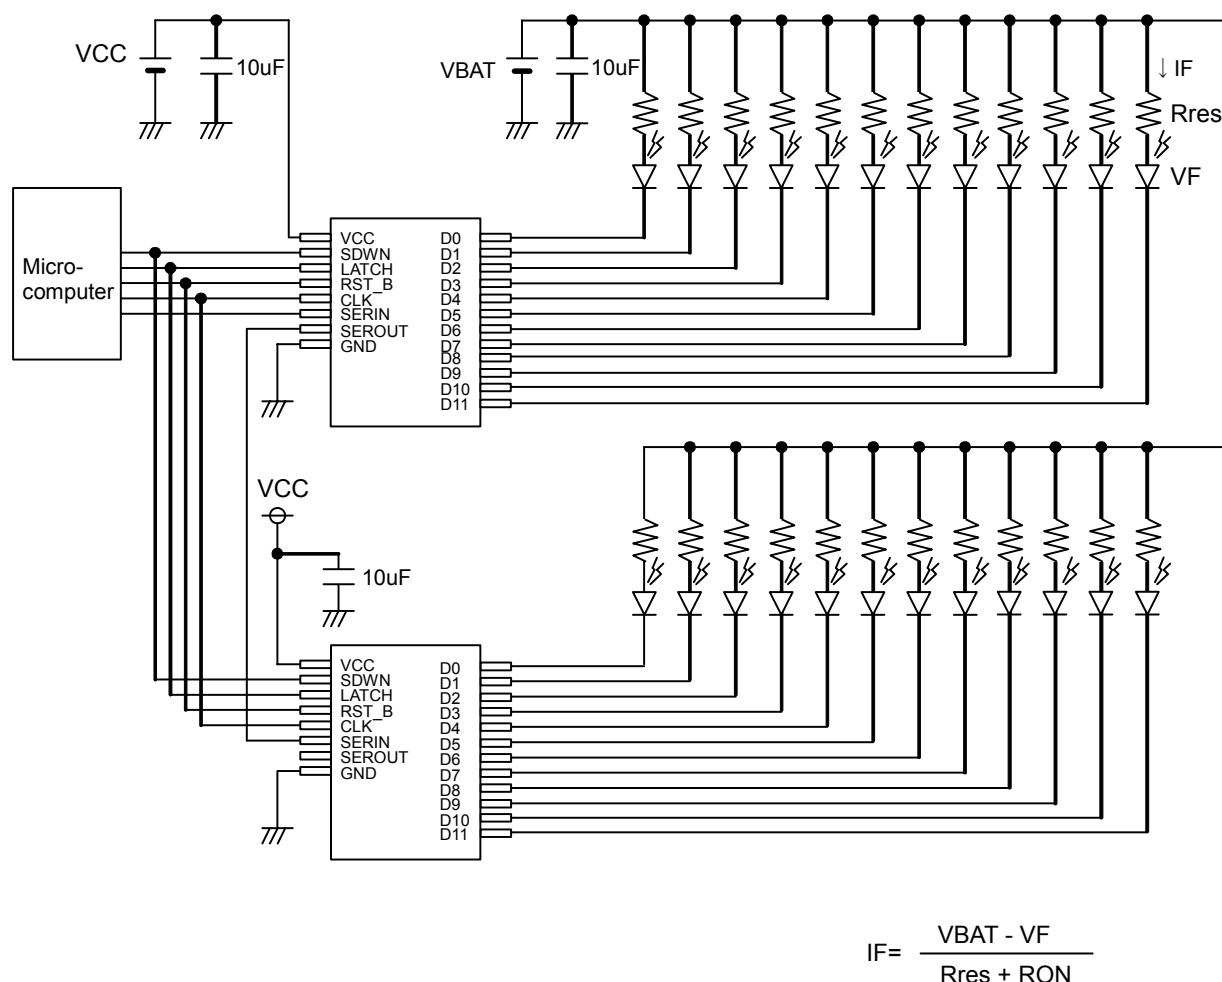 VCC
10uF
VBAT
10uF
↓ IF
Rres
VF
Micro-
computer
VCC
SDWN
LATCH
RST_B
CLK
SERIN
SEROUT
GND
D0
D1
D2
D3
D4
D5
D6
D7
D8
D9
D10
D11
VCC
10uF
VCC
SDWN
LATCH
RST_B
CLK
SERIN
SEROUT
GND
D0
D1
D2
D3
D4
D5
D6
D7
D8
D9
D10
D11
IF= VBAT - VF
Rres + RON